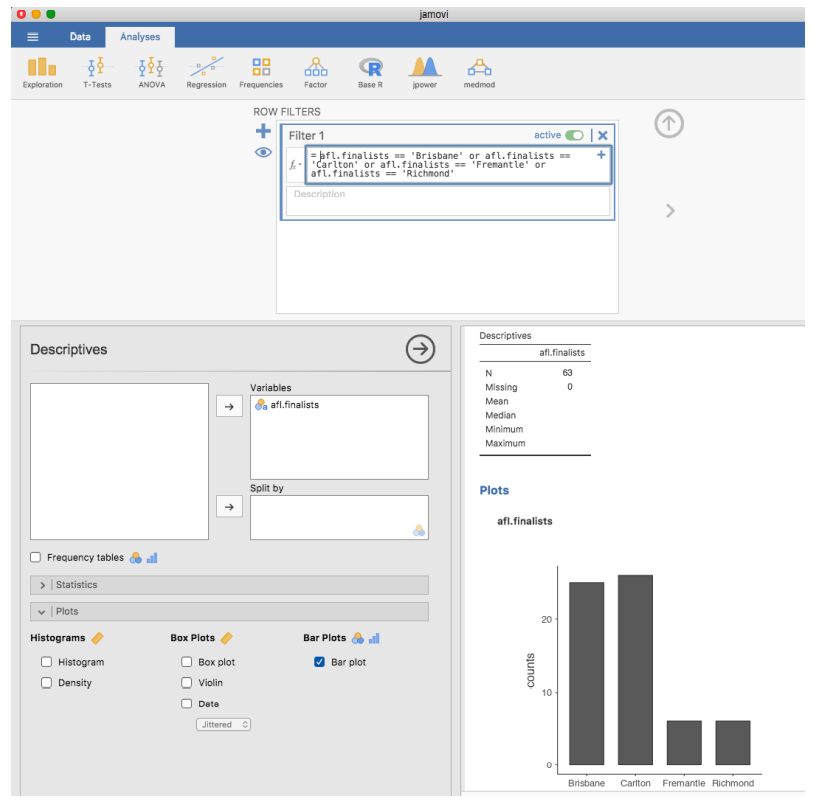 jamovi
Data Analyses
Exploration T-Tests ANOVA Regression Frequencies Factor Base R jpower medmod
ROW FILTERS
Filter 1 active
fx = afl.finalists == 'Brisbane' or afl.finalists ==
'Carlton' or afl.finalists == 'Fremantle' or
afl.finalists == 'Richmond'
Description
Descriptives
Variables
afl.finalists
Split by
Frequency tables
Statistics
Plots
Histograms Box Plots Bar Plots
Histogram Box plot Bar plot
Density Violin
Data
Jittered
Descriptives
afl.finalists
N 63
Missing 0
Mean
Median
Minimum
Maximum
Plots
afl.finalists
counts
20
10
0
Brisbane Carlton Fremantle Richmond